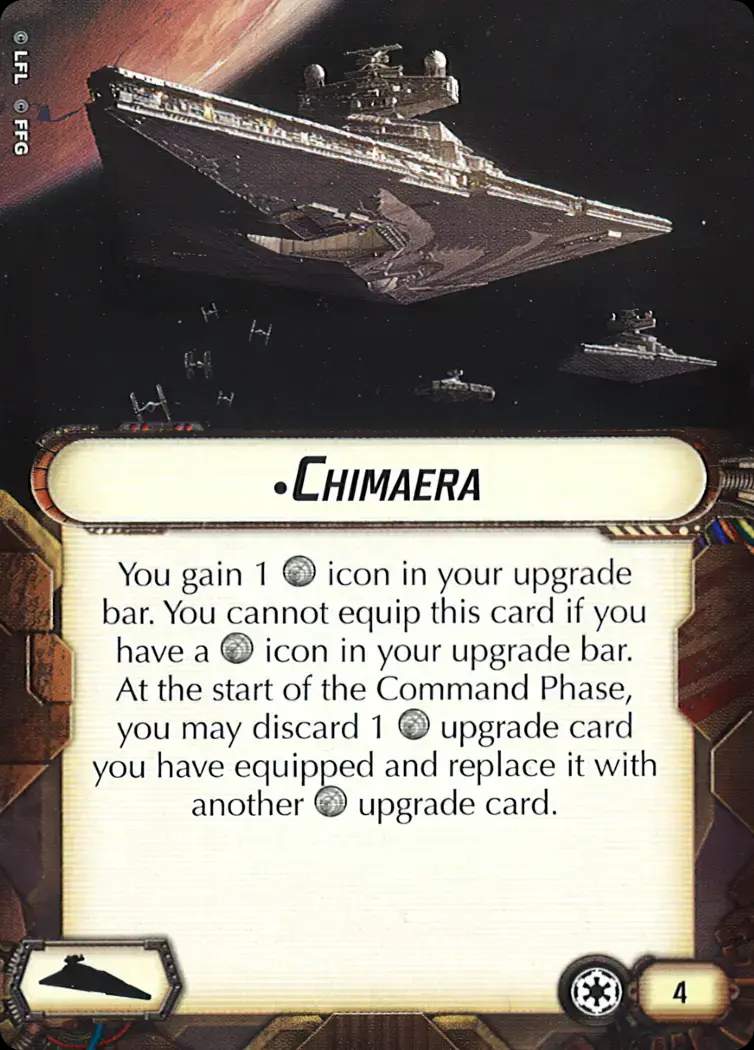 © LFL © FFG
•CHIMAERA
You gain 1 icon in your upgrade
bar. You cannot equip this card if you
have a icon in your upgrade bar.
At the start of the Command Phase,
you may discard 1 upgrade card
you have equipped and replace it with
another upgrade card.
4